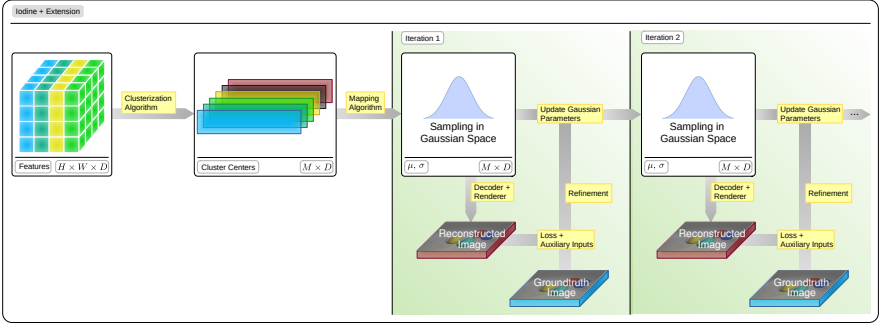 Iodine + Extension
Features
H × W × D
Clusterization
Algorithm
Cluster Centers
M × D
Mapping
Algorithm
Iteration 1
Sampling in
Gaussian Space
μ, σ
M × D
Update Gaussian
Parameters
Decoder +
Renderer
Refinement
Reconstructed
Image
Loss +
Auxiliary Inputs
Groundtruth
Image
Iteration 2
Sampling in
Gaussian Space
μ, σ
M × D
Update Gaussian
Parameters
...
Decoder +
Renderer
Refinement
Reconstructed
Image
Loss +
Auxiliary Inputs
Groundtruth
Image